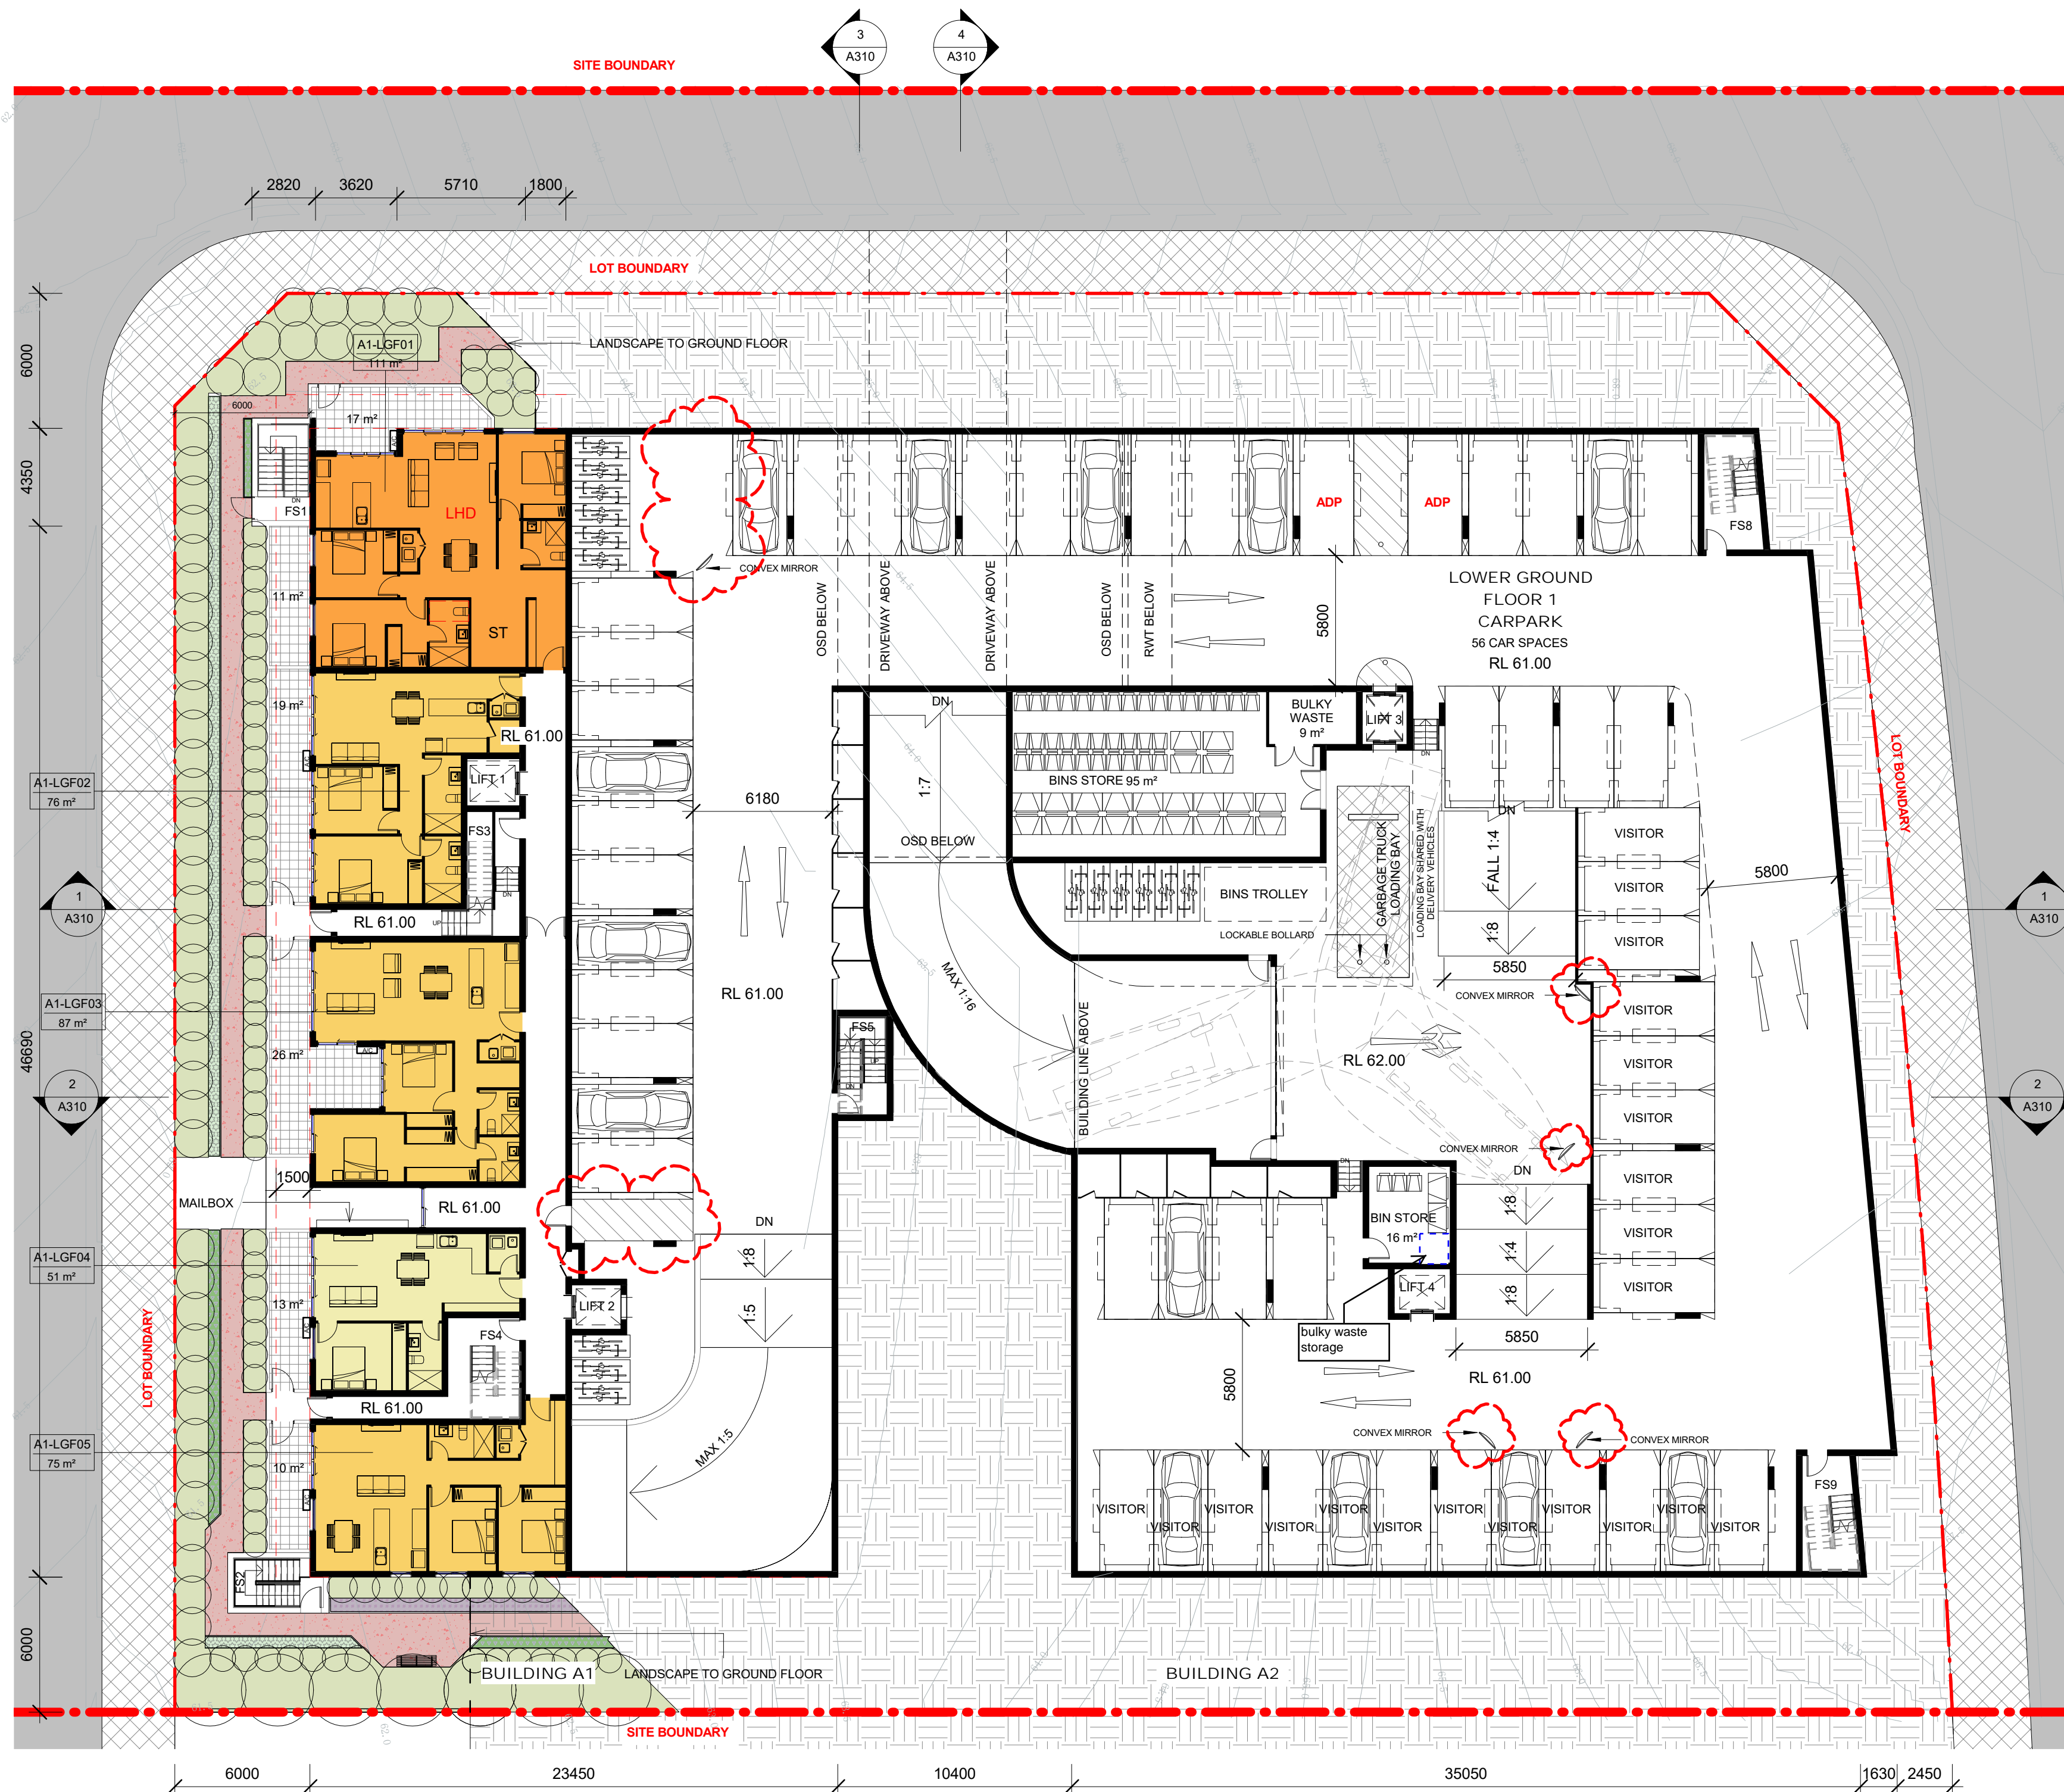 3
A310
4
A310
SITE BOUNDARY
2820
3620
5710
1800
LOT BOUNDARY
6000
A1-LGF01
111 m²
LANDSCAPE TO GROUND FLOOR
6000
17 m²
A/C
4350
DN
FS1
LHD
ADP
ADP
FS8
CONVEX MIRROR
11 m²
ST
OSD BELOW
DRIVEWAY ABOVE
DRIVEWAY ABOVE
OSD BELOW
RWT BELOW
5800
LOWER GROUND
FLOOR 1
CARPARK
56 CAR SPACES
RL 61.00
19 m²
RL 61.00
A/C
LIFT 1
FS3
DN
UP
RL 61.00
A1-LGF02
76 m²
6180
DN
1:7
OSD BELOW
BULKY
WASTE
9 m²
LIFT 3
DN
BINS STORE 95 m²
BINS TROLLEY
LOCKABLE BOLLARD
GARBAGE TRUCK
LOADING BAY
LOADING BAY SHARED WITH
DELIVERY VEHICLES
DN
FALL 1:4
1:8
5850
VISITOR
VISITOR
VISITOR
5800
LOT BOUNDARY
1
A310
1
A310
CONVEX MIRROR
VISITOR
VISITOR
VISITOR
VISITOR
VISITOR
VISITOR
A1-LGF03
87 m²
26 m²
A/C
RL 61.00
MAX 1:16
BUILDING LINE ABOVE
FS5
UP
DN
RL 62.00
46690
2
A310
2
A310
CONVEX MIRROR
DN
1:8
1:4
1:8
5850
1500
MAILBOX
RL 61.00
DN
1:8
1:5
DN
BIN STORE
16 m²
LIFT 4
bulky waste
storage
A1-LGF04
51 m²
13 m²
A/C
LIFT 2
FS4
RL 61.00
RL 61.00
5800
LOT BOUNDARY
A1-LGF05
75 m²
10 m²
A/C
MAX 1:5
CONVEX MIRROR
CONVEX MIRROR
FS9
VISITOR
VISITOR
VISITOR
VISITOR
VISITOR
VISITOR
VISITOR
VISITOR
VISITOR
VISITOR
VISITOR
VISITOR
FS2
6000
BUILDING A1
LANDSCAPE TO GROUND FLOOR
BUILDING A2
SITE BOUNDARY
6000
23450
10400
35050
1630
2450